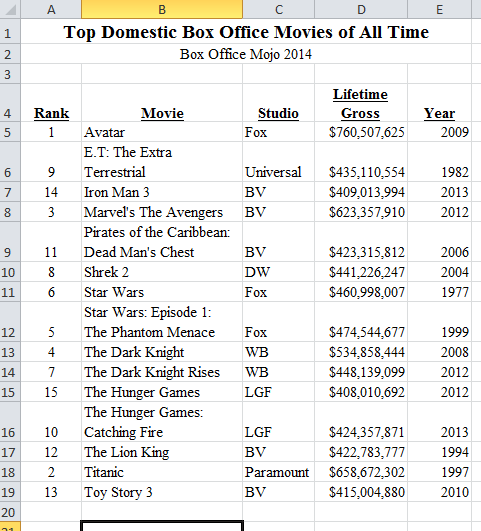 A B C D E
1 Top Domestic Box Office Movies of All Time
2 Box Office Mojo 2014
3
Lifetime
4 Rank Movie Studio Gross Year
5 1 Avatar Fox $760,507,625 2009
E.T: The Extra
6 9 Terrestrial Universal $435,110,554 1982
7 14 Iron Man 3 BV $409,013,994 2013
8 3 Marvel's The Avengers BV $623,357,910 2012
Pirates of the Caribbean:
9 11 Dead Man's Chest BV $423,315,812 2006
10 8 Shrek 2 DW $441,226,247 2004
11 6 Star Wars Fox $460,998,007 1977
Star Wars: Episode 1:
12 5 The Phantom Menace Fox $474,544,677 1999
13 4 The Dark Knight WB $534,858,444 2008
14 7 The Dark Knight Rises WB $448,139,099 2012
15 15 The Hunger Games LGF $408,010,692 2012
The Hunger Games:
16 10 Catching Fire LGF $424,357,871 2013
17 12 The Lion King BV $422,783,777 1994
18 2 Titanic Paramount $658,672,302 1997
19 13 Toy Story 3 BV $415,004,880 2010
20
21